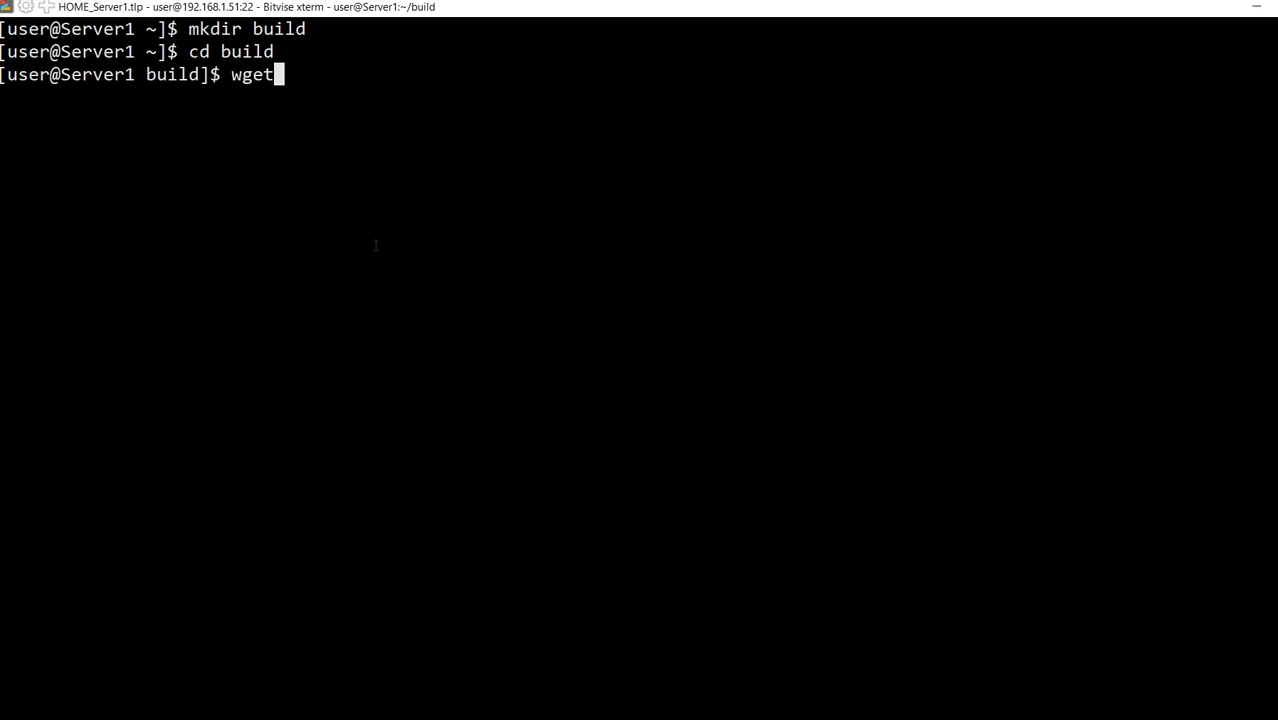 HOME_Server1.tlp - user@192.168.1.51:22 - Bitvise xterm - user@Server1:~/build
[user@Server1 ~]$ mkdir build
[user@Server1 ~]$ cd build
[user@Server1 build]$ wget